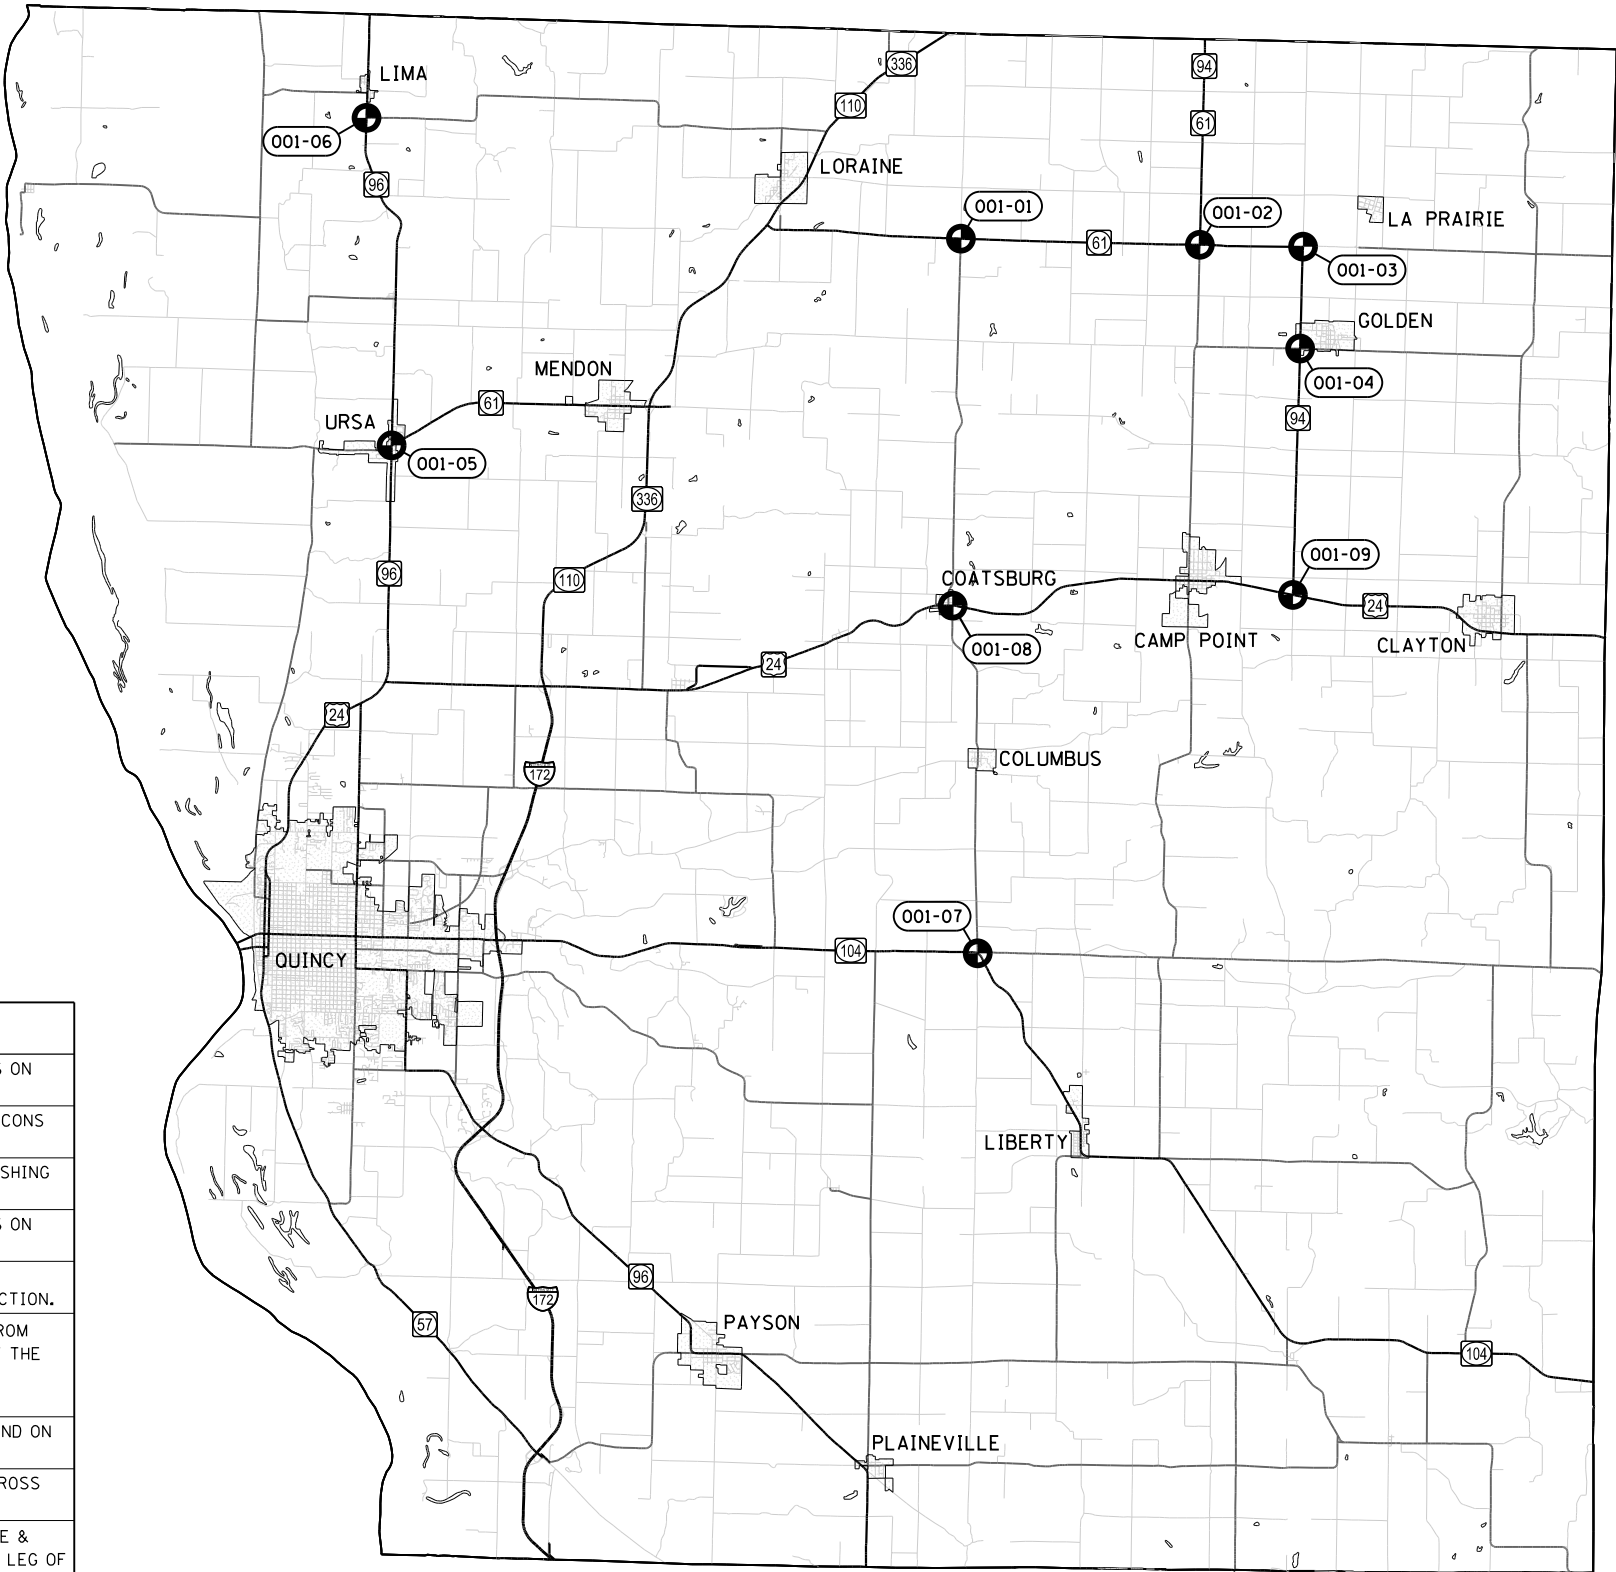 336
94
LIMA
110
61
001-06
LORAINE
96
001-01
001-02
LA PRAIRIE
61
001-03
GOLDEN
MENDON
001-04
61
94
URSA
001-05
336
001-09
96
110
COATSBURG
24
001-08
CAMP POINT
CLAYTON
24
24
COLUMBUS
172
001-07
104
QUINCY
LIBERTY
96
172
57
PAYSON
104
PLAINEVILLE
S ON
CONS
SHING
S ON
CTION.
ROM
THE
ND ON
ROSS
E &
LEG OF